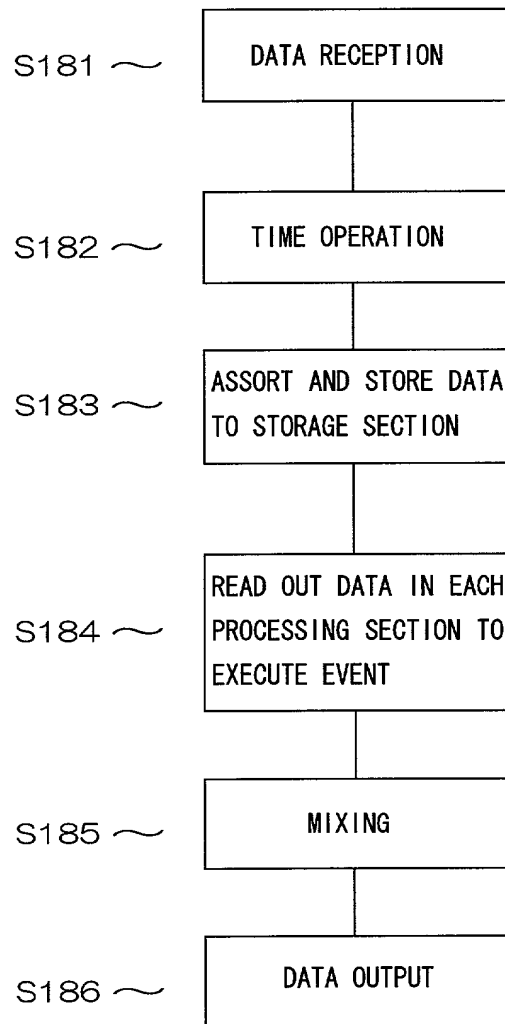 S181 ～ DATA RECEPTION
S182 ～ TIME OPERATION
S183 ～ ASSORT AND STORE DATA
TO STORAGE SECTION
READ OUT DATA IN EACH
S184 ～ PROCESSING SECTION TO
EXECUTE EVENT
S185 ～ MIXING
S186 ～ DATA OUTPUT